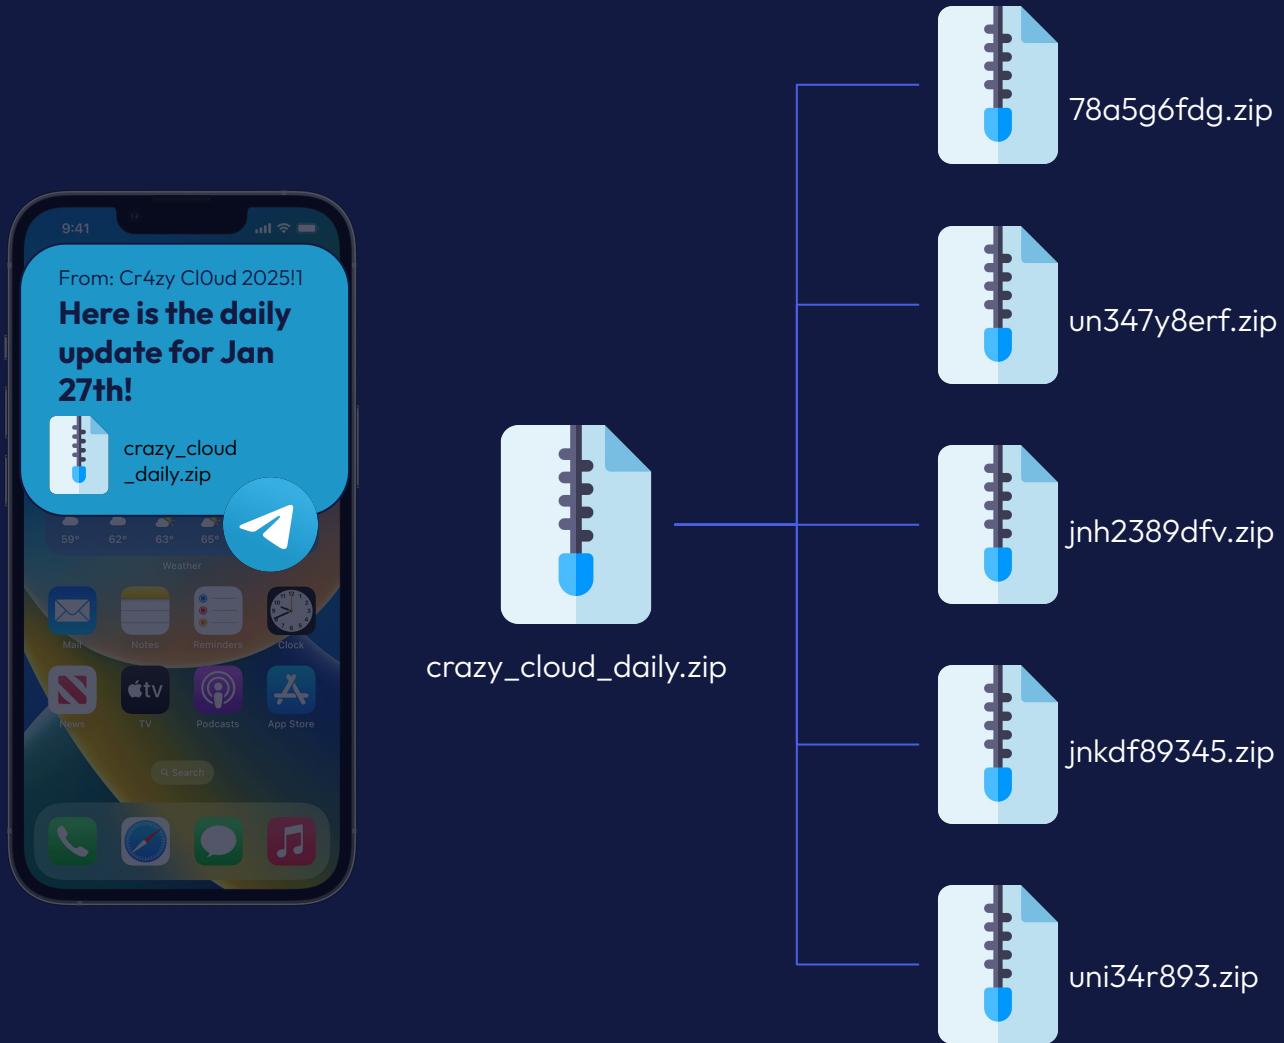 9:41
From: Cr4zy Cl0ud 2025!1
Here is the daily
update for Jan
27th!
crazy_cloud
_daily.zip
59° 62° 63° 65°
Weather
Mail Notes Reminders Clock
tv
News TV Podcasts App Store
Search
crazy_cloud_daily.zip
78a5g6fdg.zip
un347y8erf.zip
jnh2389dfv.zip
jnkdf89345.zip
uni34r893.zip